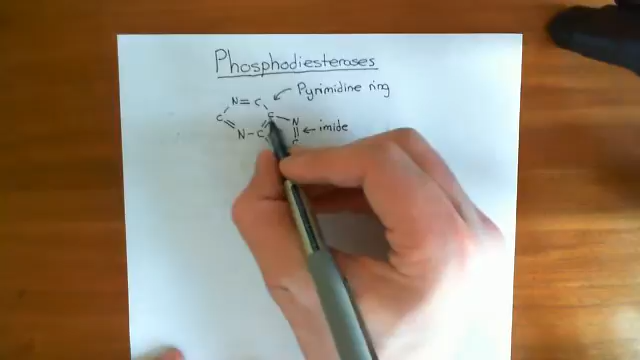 Phosphodiesterases
Pyrimidine ring
N=C
C
C
N
imide
N-C
C